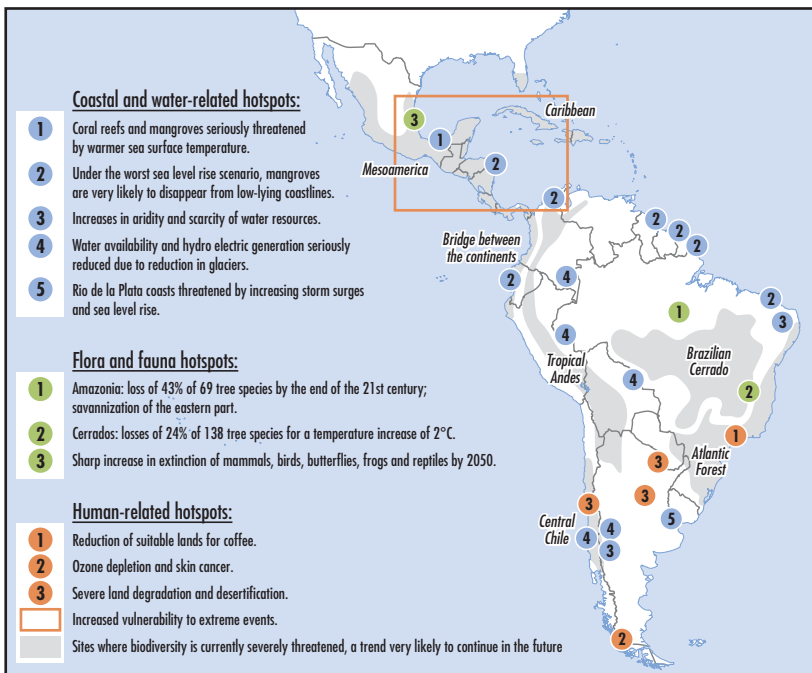 Coastal and water-related hotspots:
1 Coral reefs and mangroves seriously threatened
by warmer sea surface temperature.
2 Under the worst sea level rise scenario, mangroves
are very likely to disappear from low-lying coastlines.
3 Increases in aridity and scarcity of water resources.
4 Water availability and hydro electric generation seriously
reduced due to reduction in glaciers.
5 Rio de la Plata coasts threatened by increasing storm surges
and sea level rise.
Flora and fauna hotspots:
1 Amazonia: loss of 43% of 69 tree species by the end of the 21st century;
savannization of the eastern part.
2 Cerrados: losses of 24% of 138 tree species for a temperature increase of 2°C.
3 Sharp increase in extinction of mammals, birds, butterflies, frogs and reptiles by 2050.
Human-related hotspots:
1 Reduction of suitable lands for coffee.
2 Ozone depletion and skin cancer.
3 Severe land degradation and desertification.
Increased vulnerability to extreme events.
Sites where biodiversity is currently severely threatened, a trend very likely to continue in the future
Caribbean
3
1
Mesoamerica
2
2
2
2
2
Bridge between
the continents
2
4
2
1
3
4
Tropical
Andes
4
Brazilian
Cerrado
2
1
Atlantic
Forest
3
3
3
5
Central
Chile
4
4
3
2